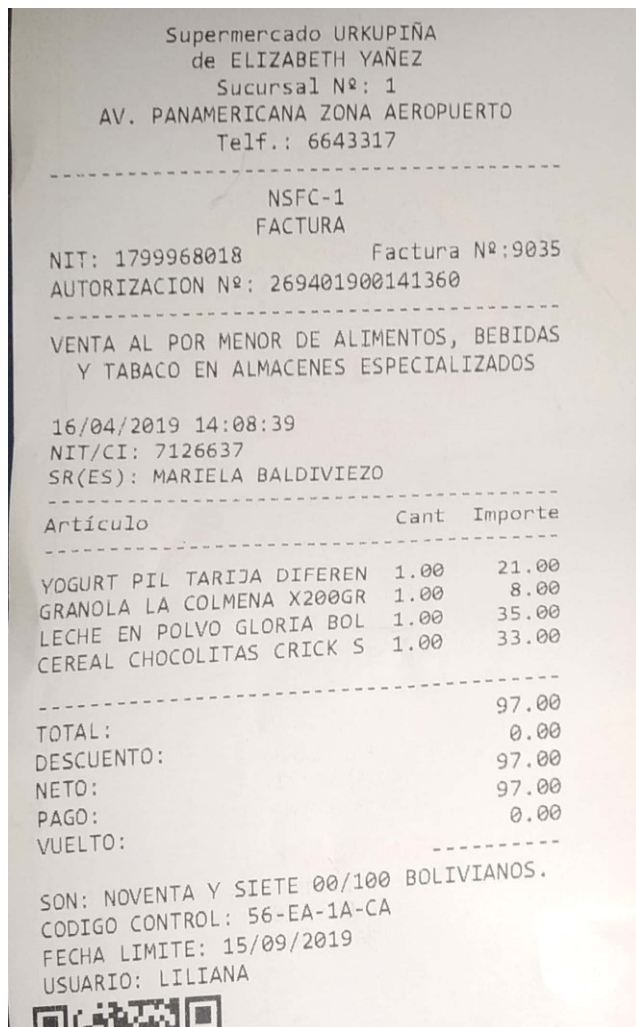 Supermercado URKUPIÑA
de ELIZABETH YAÑEZ
Sucursal Nº: 1
AV. PANAMERICANA ZONA AEROPUERTO
Telf.: 6643317
NSFC-1
FACTURA
NIT: 1799968018 Factura Nº:9035
AUTORIZACION Nº: 269401900141360
VENTA AL POR MENOR DE ALIMENTOS, BEBIDAS
Y TABACO EN ALMACENES ESPECIALIZADOS
16/04/2019 14:08:39
NIT/CI: 7126637
SR(ES): MARIELA BALDIVIEZO
Artículo Cant Importe
YOGURT PIL TARIJA DIFEREN 1.00 21.00
GRANOLA LA COLMENA X200GR 1.00 8.00
LECHE EN POLVO GLORIA BOL 1.00 35.00
CEREAL CHOCOLITAS CRICK S 1.00 33.00
TOTAL: 97.00
DESCUENTO: 0.00
NETO: 97.00
PAGO: 97.00
VUELTO: 0.00
SON: NOVENTA Y SIETE 00/100 BOLIVIANOS.
CODIGO CONTROL: 56-EA-1A-CA
FECHA LIMITE: 15/09/2019
USUARIO: LILIANA